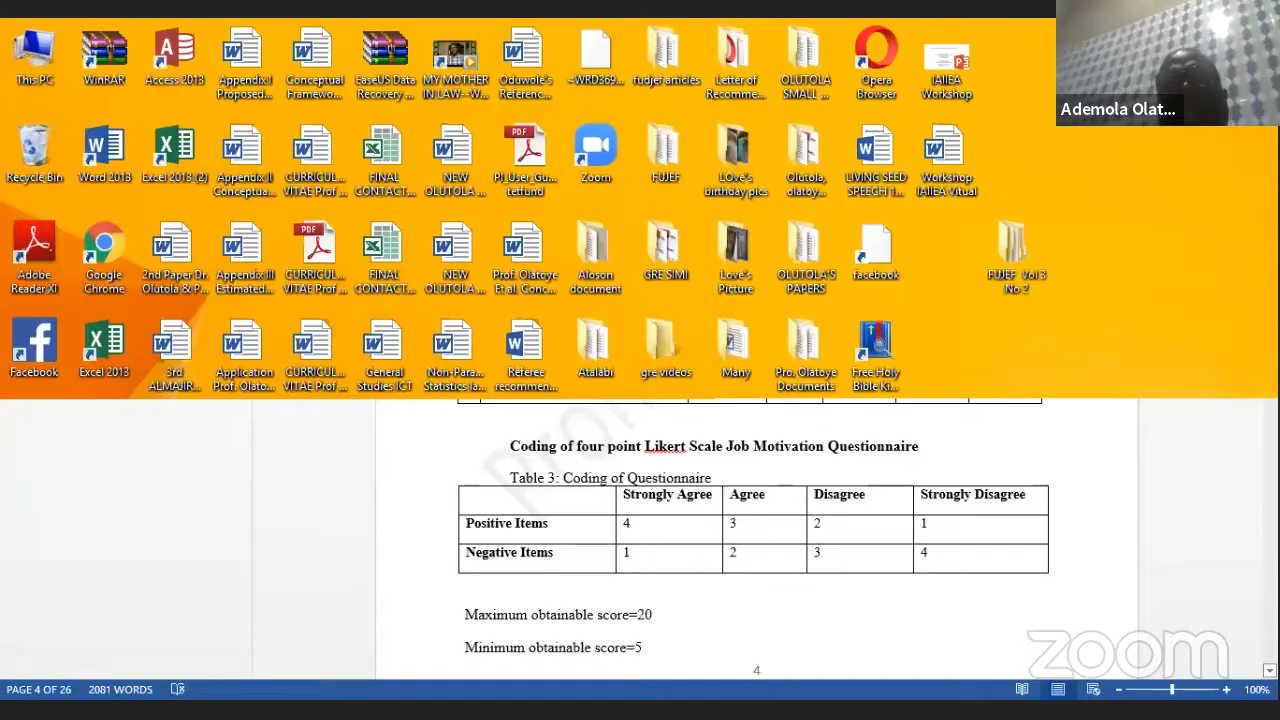 This PC
WinRAR
Access 2013
Appendix I
Proposed...
Conceptual
Framewo...
EaseUS Data
Recovery ...
MY MOTHER
IN LAW--W...
Oduwole's
Referenc...
~WRD369...
fudjef articles
Letter of
Recomme...
OLUTOLA
SMALL ...
Opera
Browser
IAIIEA
Workshop
Ademola Olat...
Recycle Bin
Word 2013
Excel 2013 (2)
Appendix II
Conceptua...
CURRICUL...
VITAE Prof ...
FINAL
CONTACT...
NEW
OLUTOLA ...
PDF
PI_User_Gu...
tetfund
Zoom
FUJEF
LOve's
birthday pics
Olutola,
olatoy...
LIVING SEED
SPEECH 1...
Workshop
IAIIEA Vitual
Adobe
Reader XI
Google
Chrome
2nd Paper Dr.
Olutola & P...
Appendix III
Estimated...
PDF
CURRICUL...
VITAE Prof ...
FINAL
CONTACT...
NEW
OLUTOLA ...
Prof. Olatoye
Et al. Conc...
Aloson
document
GRE SIMI
Love's
Picture
OLUTOLA'S
PAPERS
facebook
FUJEF Vol 3
No 2
Facebook
Excel 2013
3rd
ALMAJIR...
Application
Prof. Olato...
CURRICUL...
VITAE Prof ...
General
Studies ICT
Non-Para...
Statistics la...
Referee
recommen...
Atalabi
gre videos
Many
Pro. Olatoye
Documents
Free Holy
Bible Ki...
Coding of four point Likert Scale Job Motivation Questionnaire
Table 3: Coding of Questionnaire
Strongly Agree Agree Disagree Strongly Disagree
Positive Items 4 3 2 1
Negative Items 1 2 3 4
Maximum obtainable score=20
Minimum obtainable score=5
4
zoom
PAGE 4 OF 26 2081 WORDS 100%